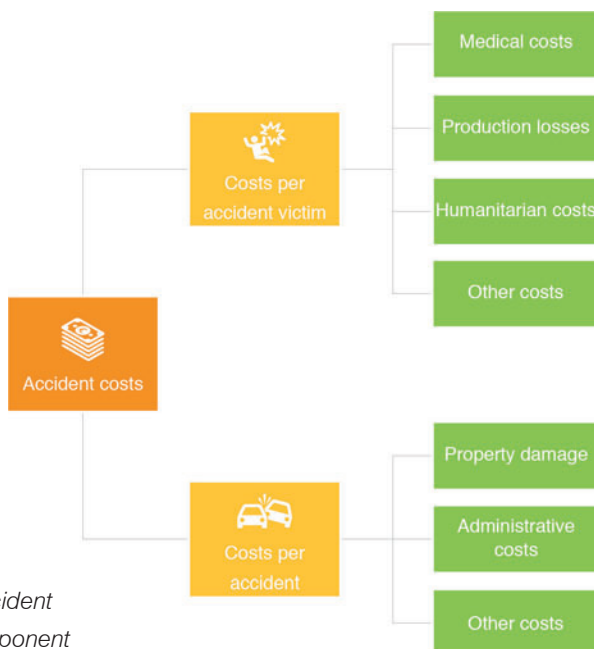 Medical costs
Production losses
Humanitarian costs
Other costs
Costs per
accident victim
Accident costs
Property damage
Administrative
costs
Other costs
Costs per
accident
ponent